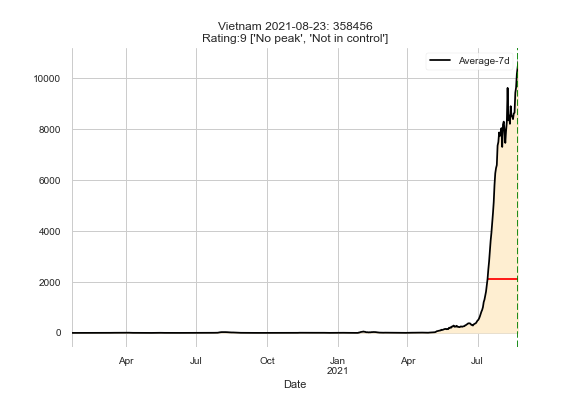 Vietnam 2021-08-23: 358456
Rating:9 ['No peak', 'Not in control']
Average-7d
10000
8000
6000
4000
2000
0
Apr
Jul
Oct
Jan
2021
Apr
Jul
Date